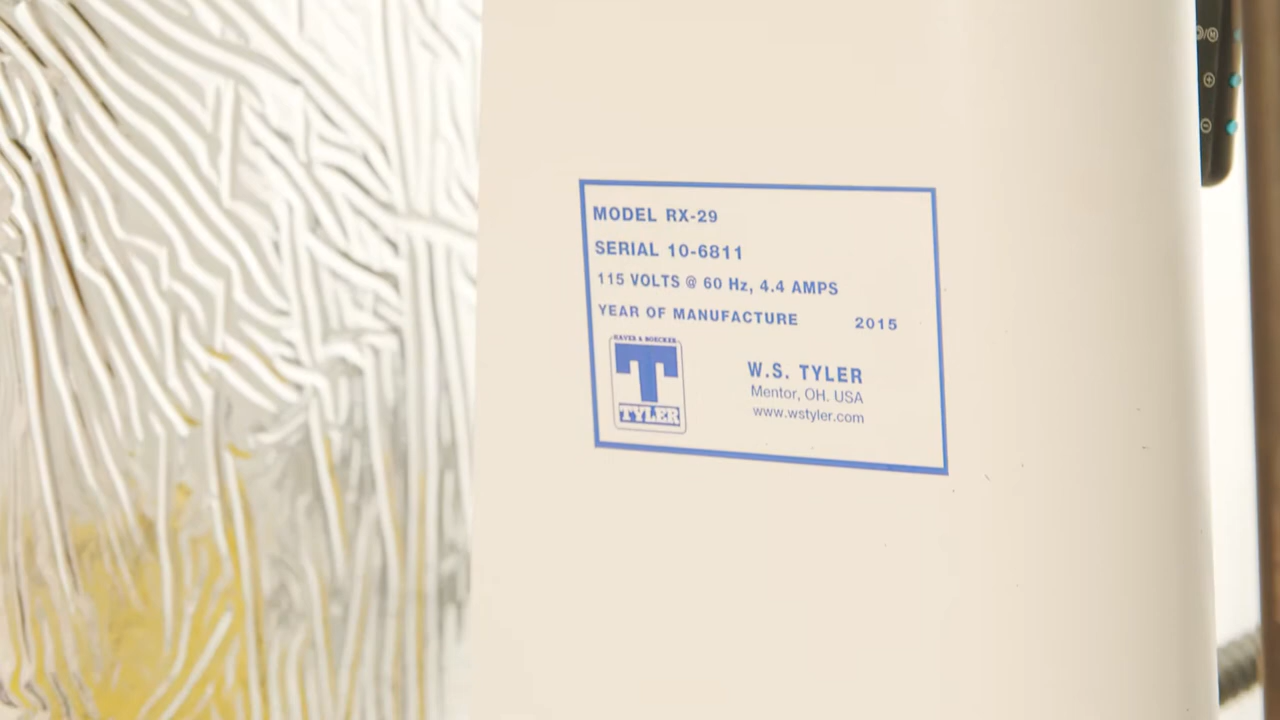 MODEL RX-29
SERIAL 10-6811
115 VOLTS @ 60 Hz, 4.4 AMPS
YEAR OF MANUFACTURE 2015
HAVER & BOECKER
T
TYLER
W.S. TYLER
Mentor, OH. USA
www.wstyler.com